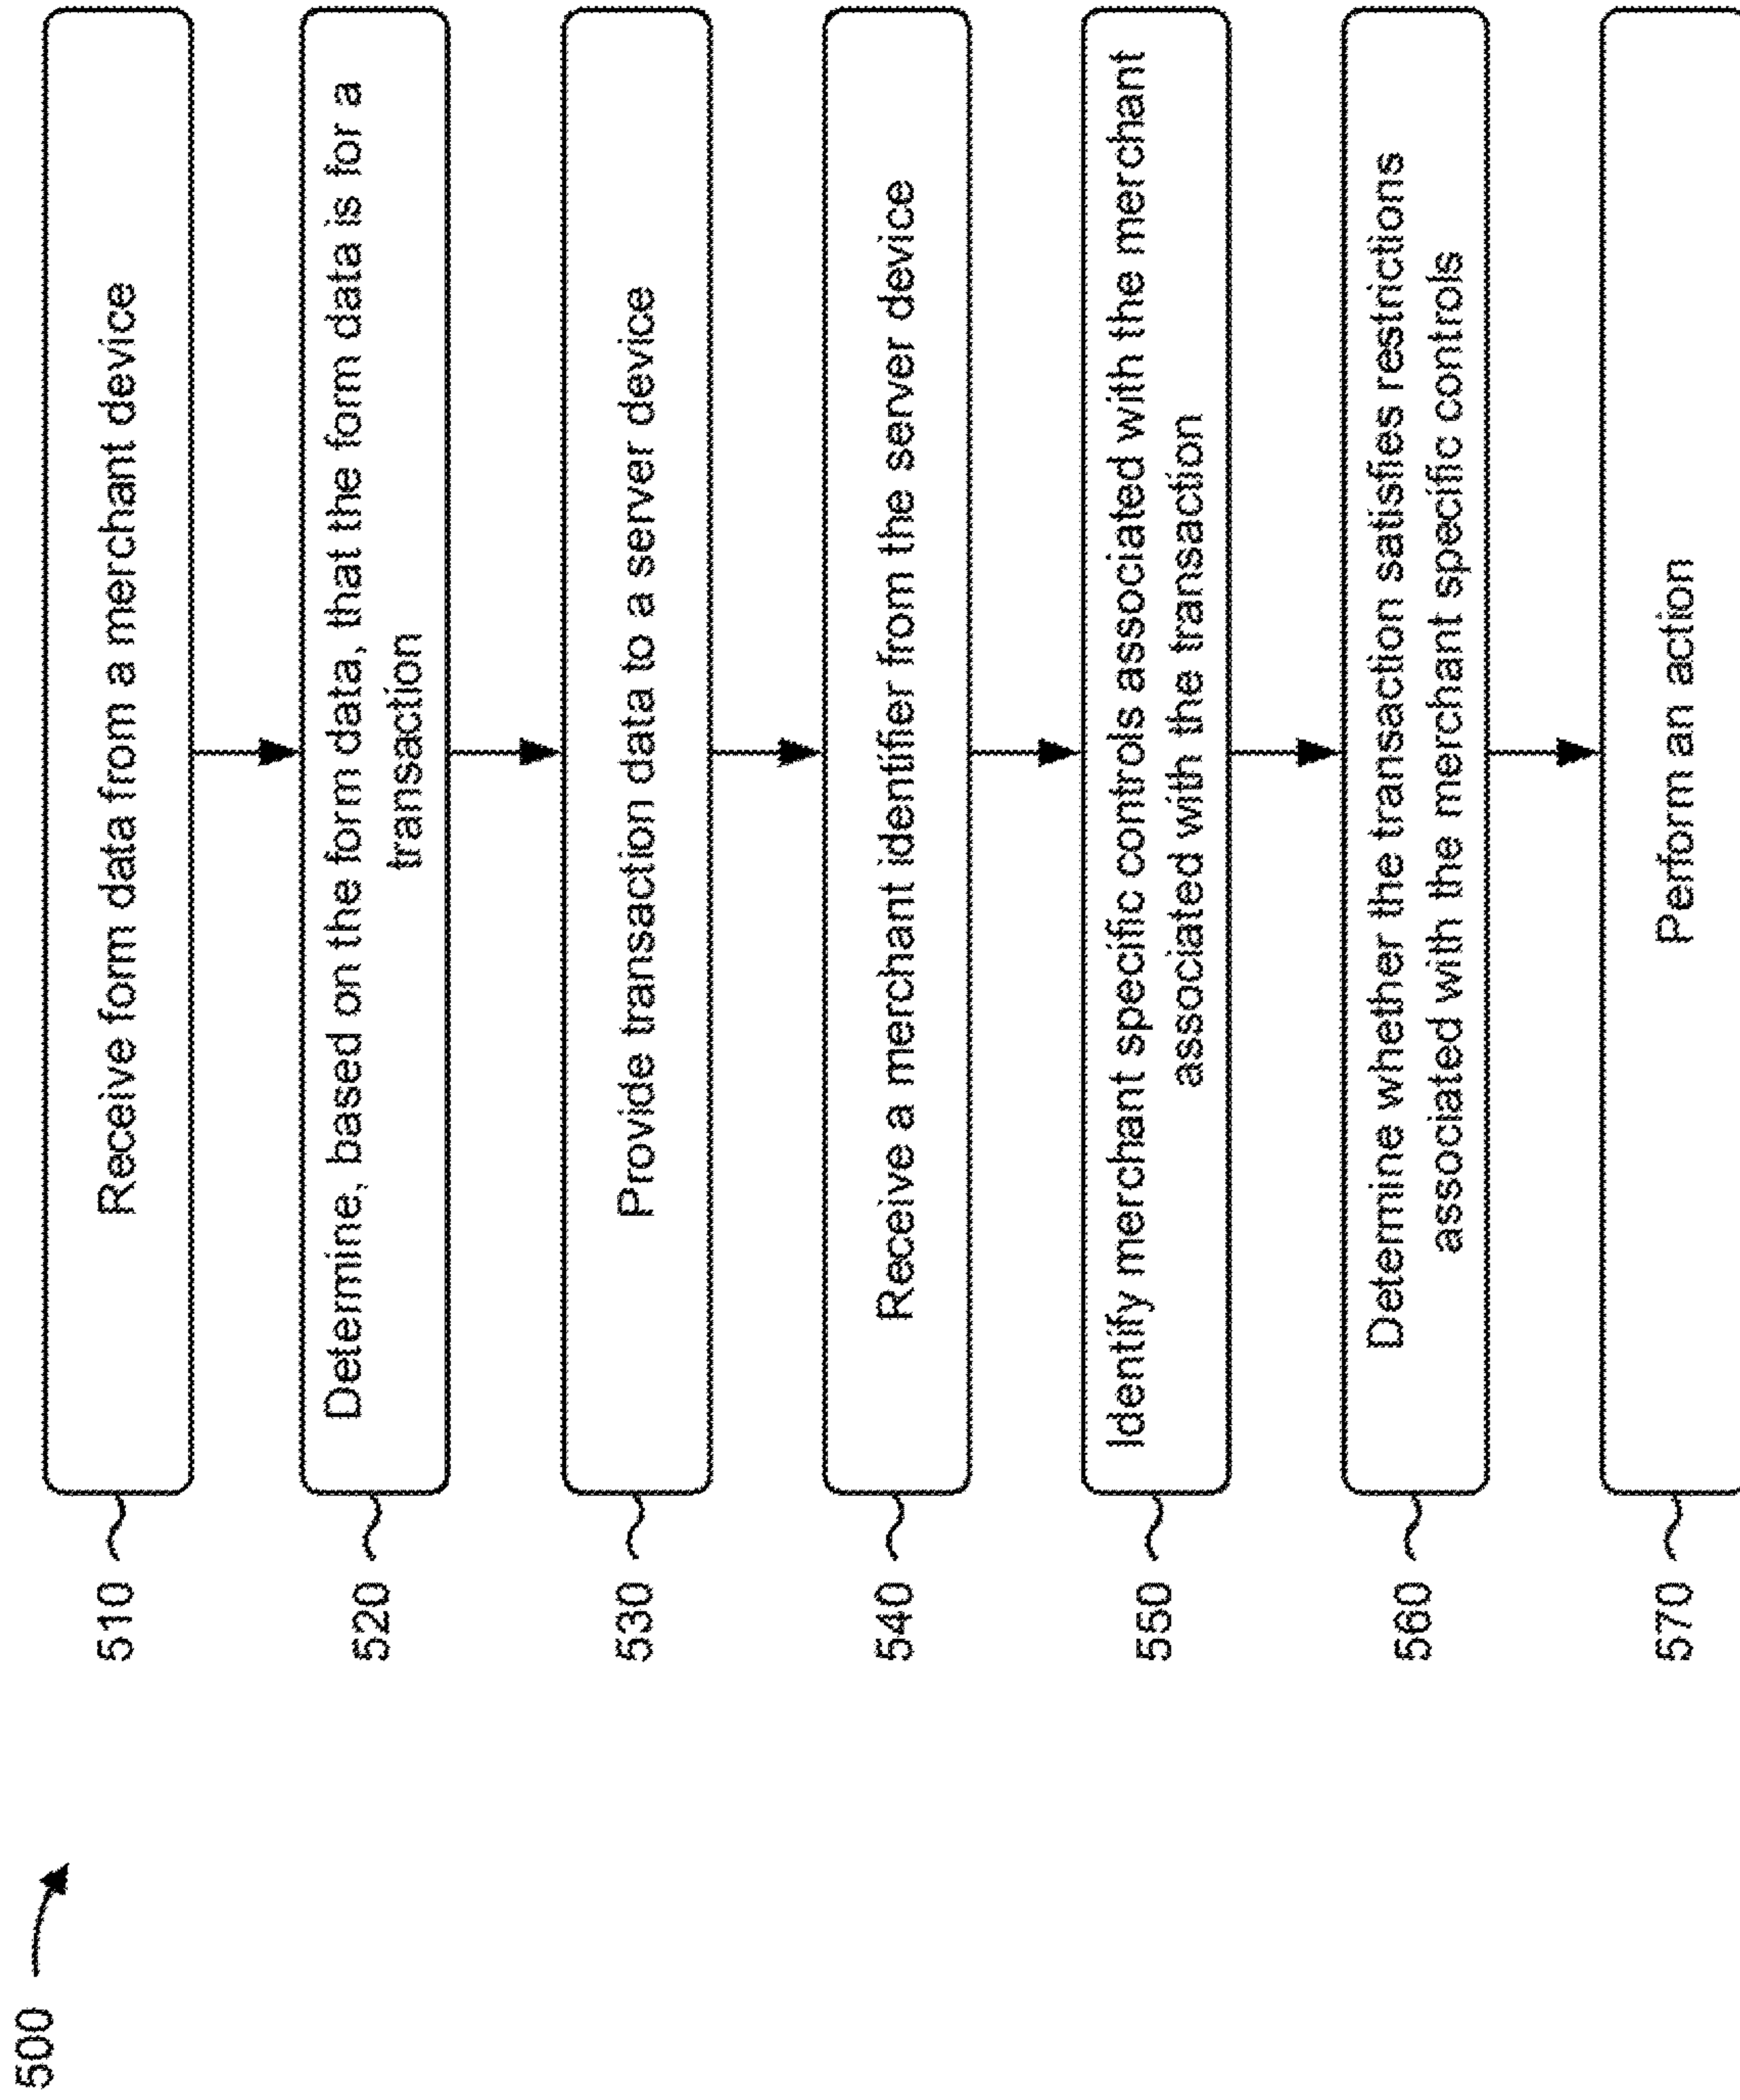 500
510
Receive form data from a merchant device
520
Determine, based on the form data, that the form data is for a
transaction
530
Provide transaction data to a server device
540
Receive a merchant identifier from the server device
550
Identify merchant specific controls associated with the merchant
associated with the transaction
560
Determine whether the transaction satisfies restrictions
associated with the merchant specific controls
570
Perform an action